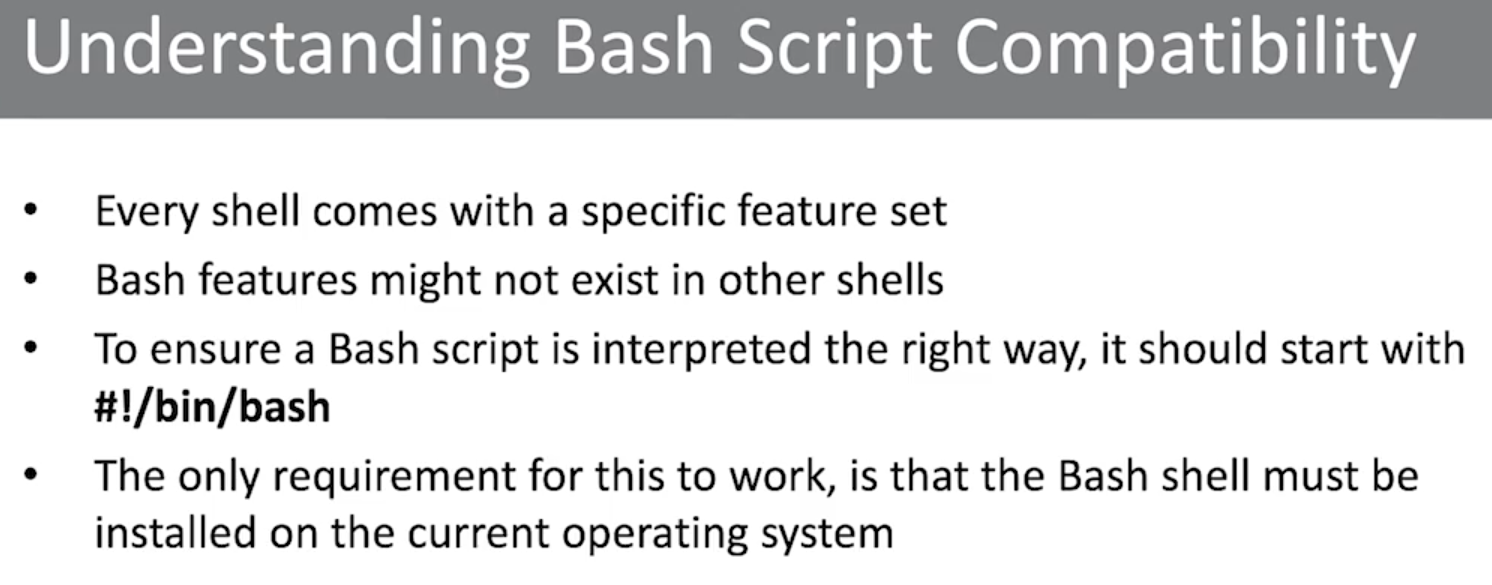 Understanding Bash Script Compatibility
• Every shell comes with a specific feature set
• Bash features might not exist in other shells
• To ensure a Bash script is interpreted the right way, it should start with
#!/bin/bash
• The only requirement for this to work, is that the Bash shell must be
installed on the current operating system